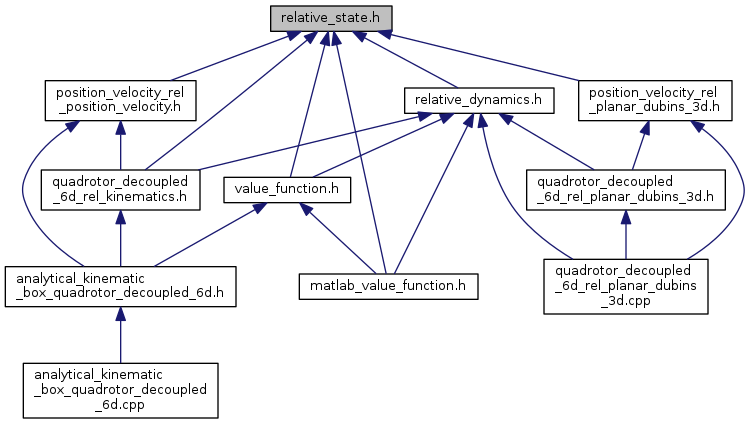 relative_state.h
position_velocity_rel
_position_velocity.h
relative_dynamics.h
position_velocity_rel
_planar_dubins_3d.h
quadrotor_decoupled
_6d_rel_kinematics.h
value_function.h
quadrotor_decoupled
_6d_rel_planar_dubins_3d.h
analytical_kinematic
_box_quadrotor_decoupled_6d.h
matlab_value_function.h
quadrotor_decoupled
_6d_rel_planar_dubins
_3d.cpp
analytical_kinematic
_box_quadrotor_decoupled
_6d.cpp